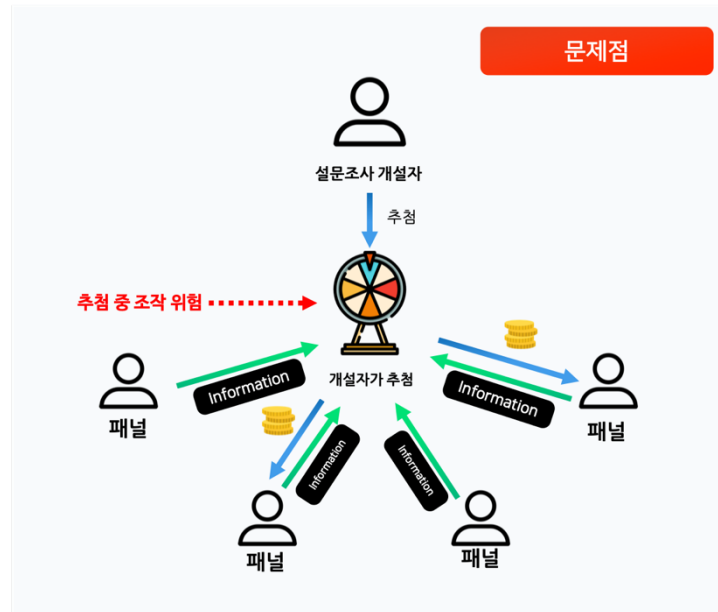 문제점
설문조사 개설자
추첨
추첨 중 조작 위험
개설자가 추첨
Information
Information
패널
패널
Information
Information
패널
패널